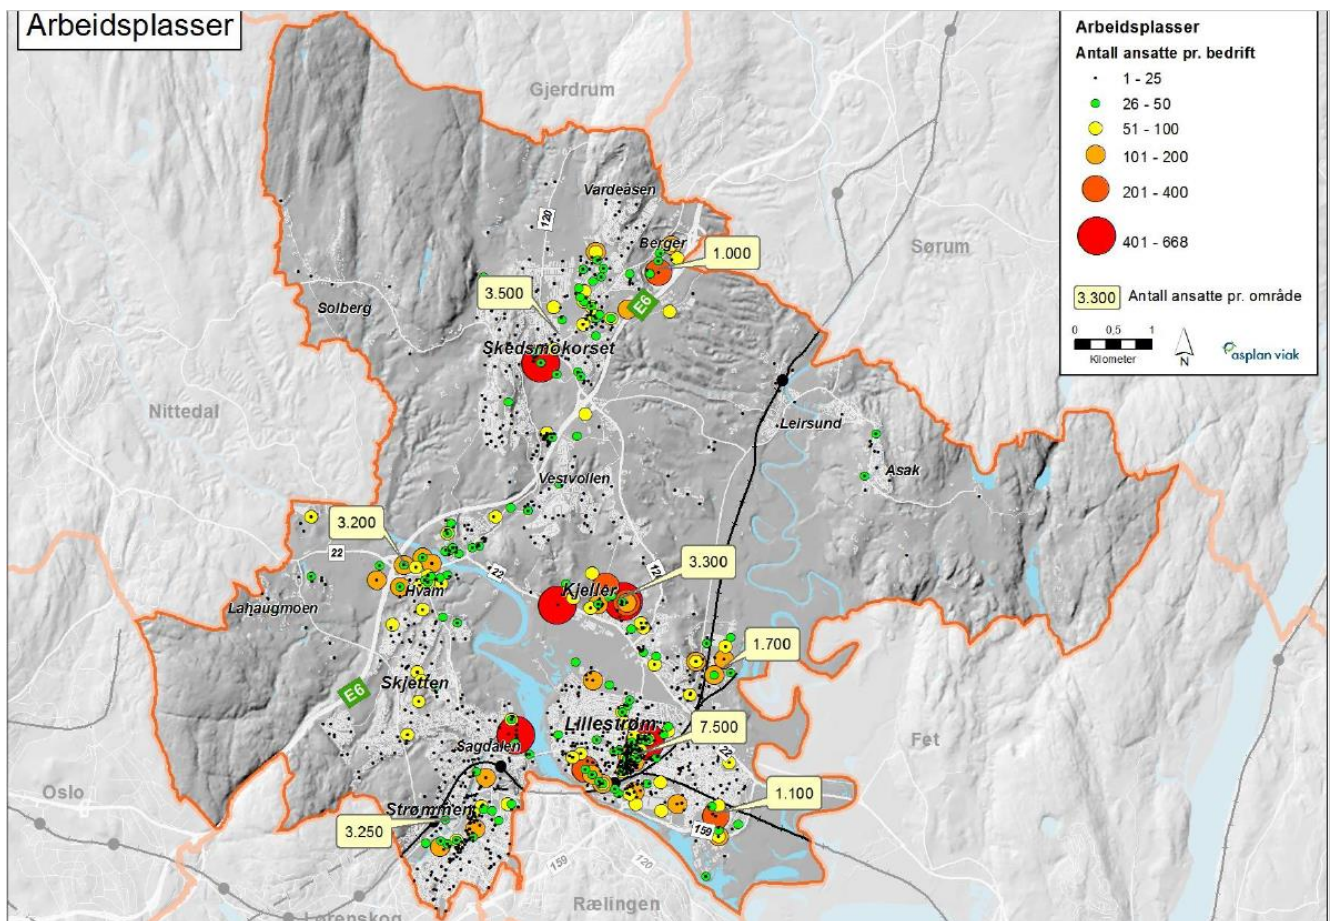 Arbeidsplasser
Arbeidsplasser
Antall ansatte pr. bedrift
1 - 25
26 - 50
51 - 100
101 - 200
201 - 400
401 - 668
3.300 Antall ansatte pr. område
0 0,5 1
Kilometer
N
asplan viak
Gjerdrum
Vardeåsen
120
Berger
1.000
Sørum
3.500
E6
Solberg
Skedsmokorset
Nittedal
Leirsund
Asak
Vestvollen
3.200
22
22
3.300
Kjeller
Hvam
Lahaugmoen
1.700
Skjetten
E6
Lillestrøm
7.500
Sagdalen
22
Fet
Oslo
1.100
Strømmen
3.250
159
159
120
Rælingen
Lørenskog